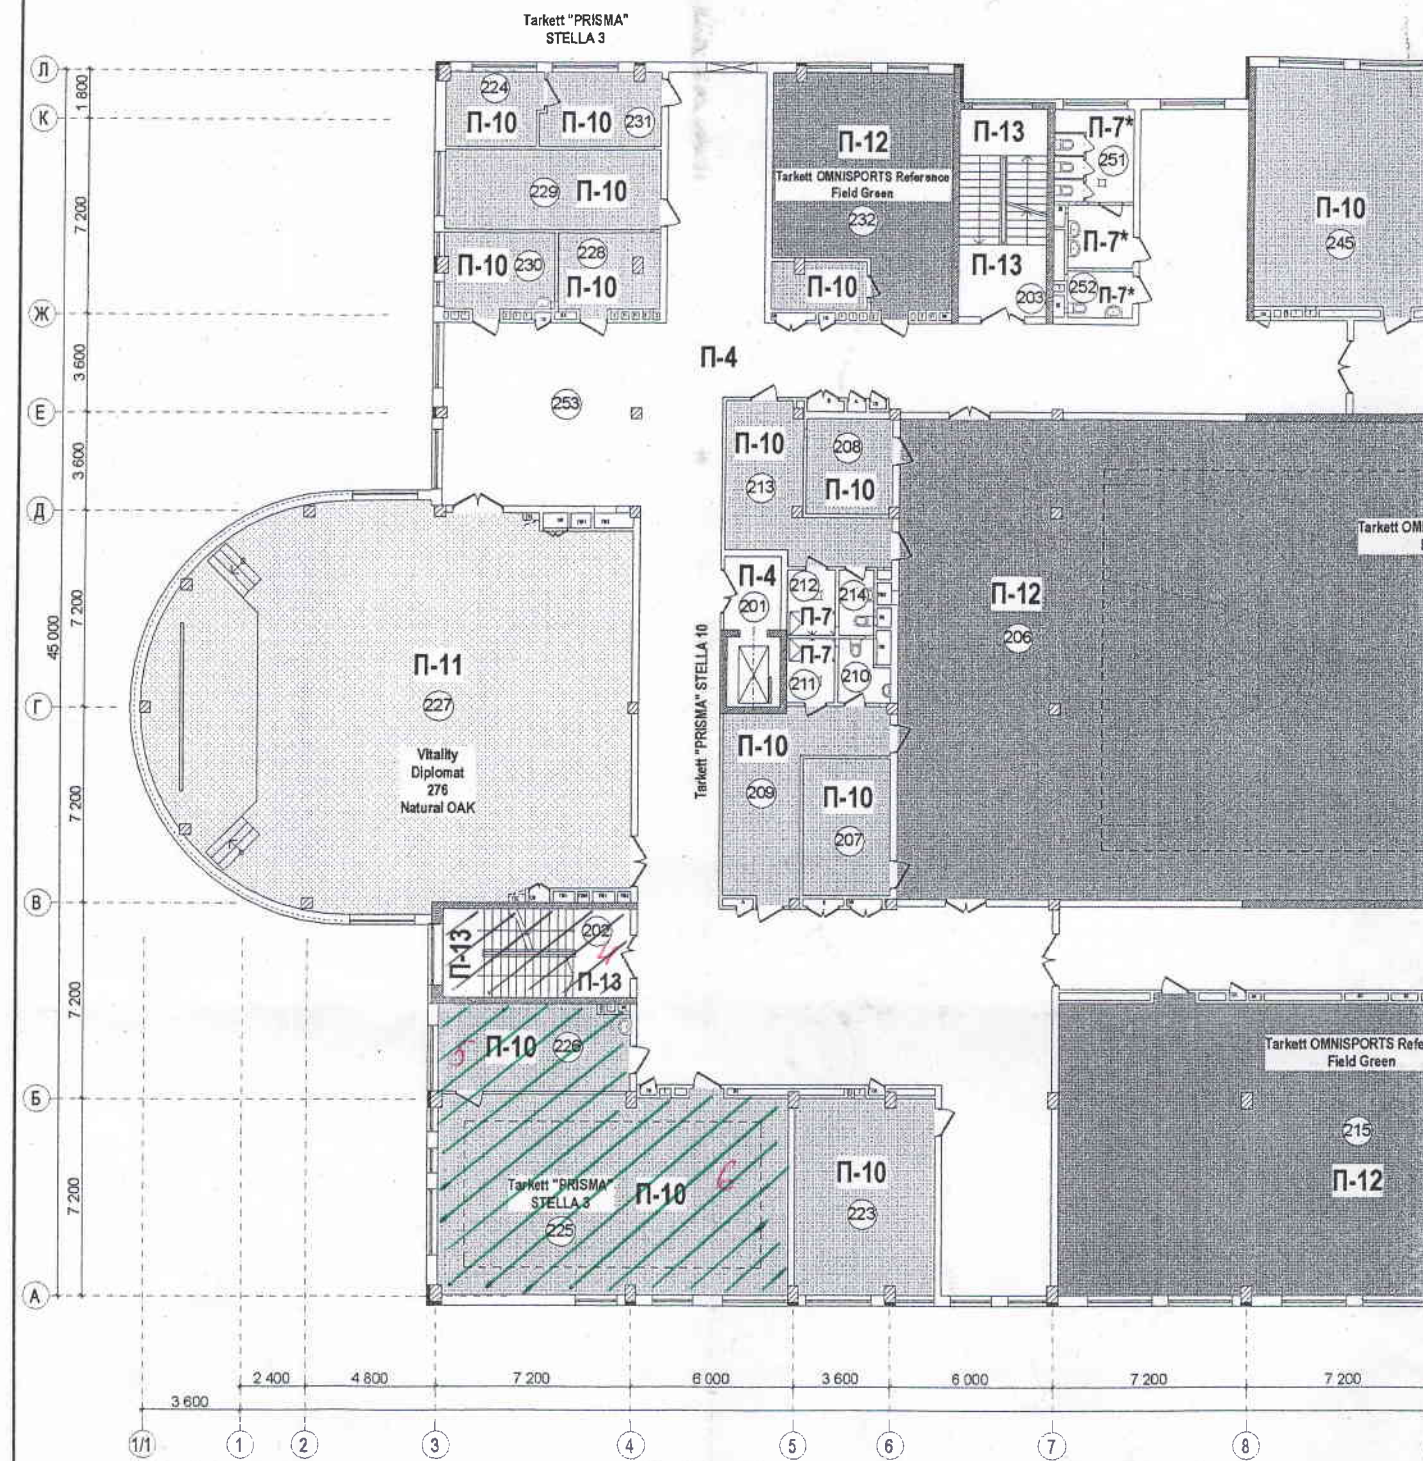 Tarkett "PRISMA"
STELLA 3
Л
К
Ж
Е
Д
Г
В
Б
А
1 800
7 200
3 600
3 600
7 200
7 200
7 200
7 200
45 000
224
П-10
П-10
231
229
П-10
П-10
230
228
П-10
П-12
Tarkett OMNISPORTS Reference
Field Green
232
П-10
П-13
П-13
203
П-7*
251
П-7*
252
П-7*
П-10
245
П-4
253
П-10
213
208
П-10
П-4
201
212
П-7
214
П-7
211
210
Tarkett "PRISMA" STELLA 10
П-10
209
П-10
207
П-12
206
Tarkett OM
П-11
227
Vitality
Diplomat
276
Natural OAK
П-13
202
4
П-13
5
П-10
226
Tarkett "PRISMA"
STELLA 3
П-10
6
225
П-10
223
Tarkett OMNISPORTS Refe
Field Green
215
П-12
2 400
4 800
7 200
6 000
3 600
6 000
7 200
7 200
3 600
1/1
1
2
3
4
5
6
7
8